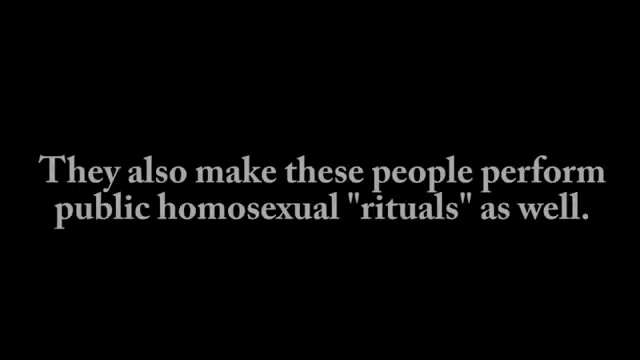 They also make these people perform
public homosexual "rituals" as well.